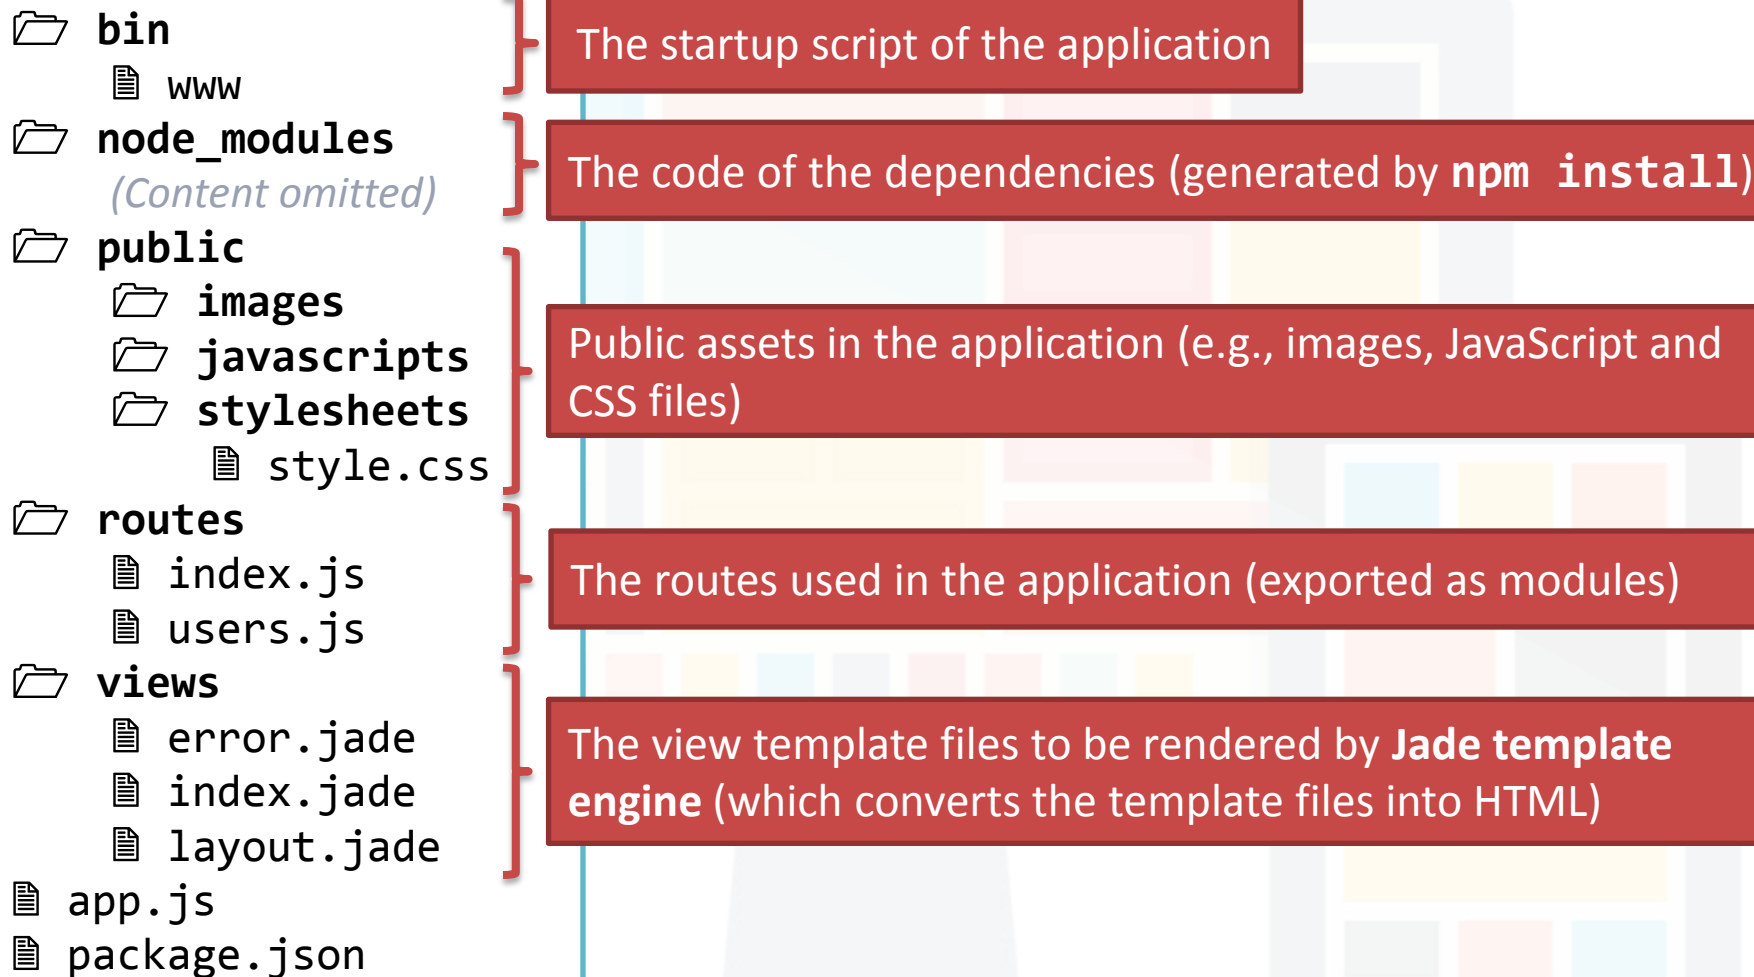 bin
The startup script of the application
www
node_modules
(Content omitted)
The code of the dependencies (generated by npm install)
public
images
javascripts
stylesheets
style.css
Public assets in the application (e.g., images, JavaScript and
CSS files)
routes
index.js
users.js
The routes used in the application (exported as modules)
views
error.jade
index.jade
layout.jade
The view template files to be rendered by Jade template
engine (which converts the template files into HTML)
app.js
package.json